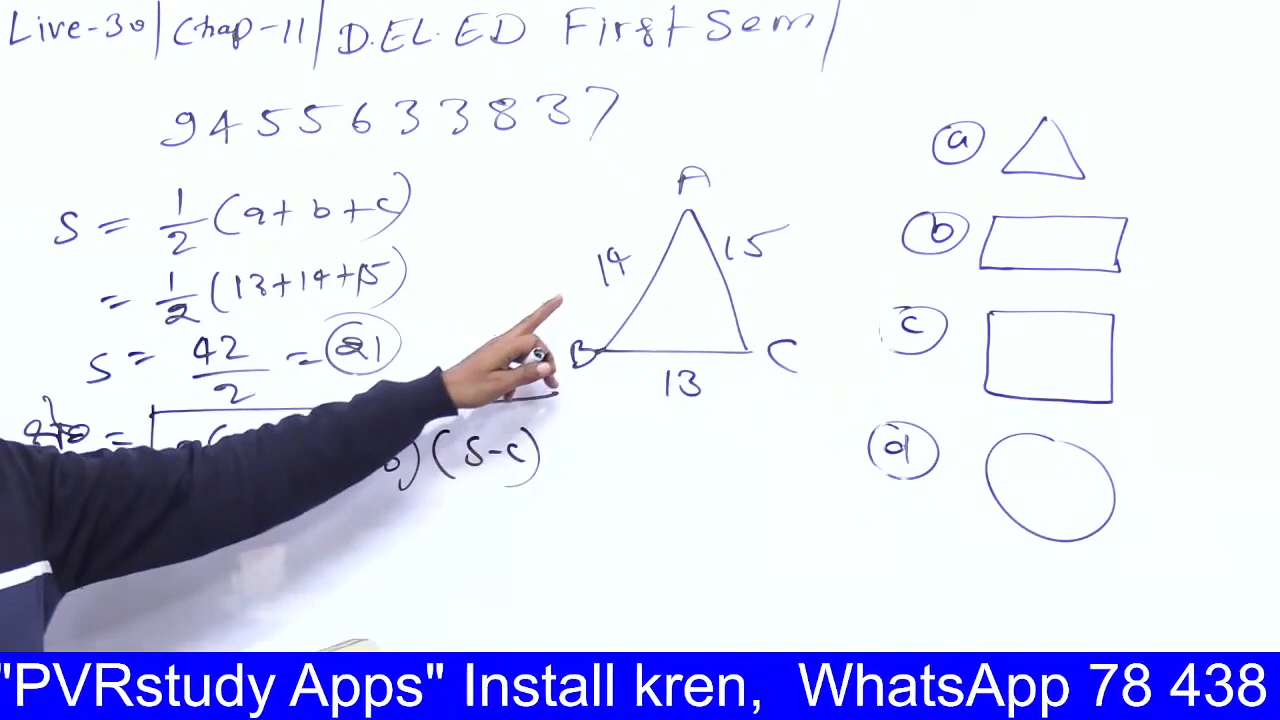 Live-30/Chap-11/D.EL.ED First Sem/
9455633837
S = 1/2 (a+b+c)
= 1/2 (13+14+15)
S = 42/2 = 21
=
(S-c)
A
14
15
B
C
13
a
b
c
d
"PVRstudy Apps" Install kren, WhatsApp 78 438